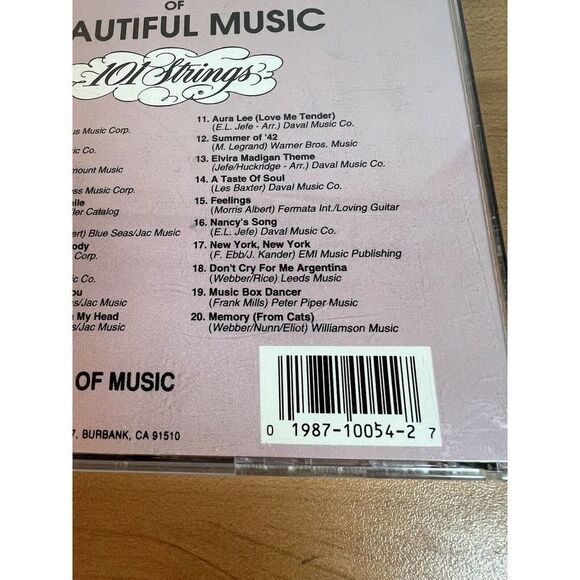 OF
AUTIFUL MUSIC
101 Strings®
us Music Corp.
ic Co.
amount Music
ess Music Corp.
ller Catalog
ert) Blue Seas/Jac Music
ody
ic Co.
ou
s/Jac Music
n My Head
s/Jac Music
11. Aura Lee (Love Me Tender)
(E.L. Jefe - Arr.) Daval Music Co.
12. Summer of '42
(M. Legrand) Warner Bros. Music
13. Elvira Madigan Theme
(Jefe/Huckridge - Arr.) Daval Music Co.
14. A Taste Of Soul
(Les Baxter) Daval Music Co.
15. Feelings
(Morris Albert) Fermata Int./Loving Guitar
16. Nancy's Song
(E.L. Jefe) Daval Music Co.
17. New York, New York
(F. Ebb/J. Kander) EMI Music Publishing
18. Don't Cry For Me Argentina
(Webber/Rice) Leeds Music
19. Music Box Dancer
(Frank Mills) Peter Piper Music
20. Memory (From Cats)
(Webber/Nunn/Eliot) Williamson Music
OF MUSIC
7, BURBANK, CA 91510
0 1987-10054-2 7